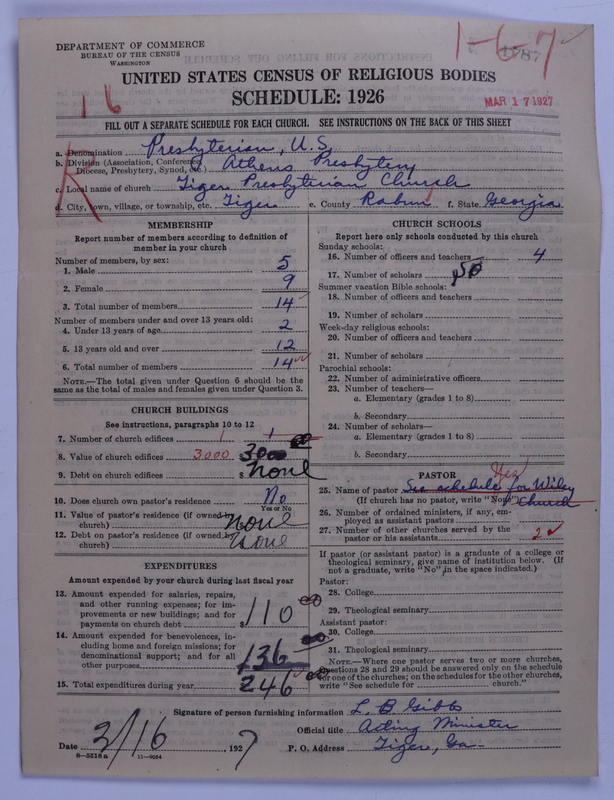 DEPARTMENT OF COMMERCE
BUREAU OF THE CENSUS
WASHINGTON
1-67
UNITED STATES CENSUS OF RELIGIOUS BODIES
SCHEDULE: 1926
MAR 17 1927
16
FILL OUT A SEPARATE SCHEDULE FOR EACH CHURCH. SEE INSTRUCTIONS ON THE BACK OF THIS SHEET
R
a. Denomination Presbyterian, U.S.
b. Division (Association, Conference, Diocese, Presbytery, Synod, etc.) Athens Presbytery
c. Local name of church Tiger Presbyterian Church
d. City, town, village, or township, etc. Tiger e. County Rabun f. State Georgia
MEMBERSHIP
Report number of members according to definition of
member in your church
Number of members, by sex:
1. Male 5
2. Female 9
3. Total number of members 14
Number of members under and over 13 years old:
4. Under 13 years of age 2
5. 13 years old and over 12
6. Total number of members 14
NOTE.—The total given under Question 6 should be the
same as the total of males and females given under Question 3.
CHURCH BUILDINGS
See instructions, paragraphs 10 to 12
7. Number of church edifices 1 1
8. Value of church edifices 3000 $ 3000
9. Debt on church edifices $ none
10. Does church own pastor's residence No
Yes or No
11. Value of pastor's residence (if owned by
church) none
12. Debt on pastor's residence (if owned by
church) none
EXPENDITURES
Amount expended by your church during last fiscal year
13. Amount expended for salaries, repairs,
and other running expenses; for im-
provements or new buildings; and for
payments on church debt $ 110
14. Amount expended for benevolences, in-
cluding home and foreign missions; for
denominational support; and for all
other purposes 136
15. Total expenditures during year 246
CHURCH SCHOOLS
Report here only schools conducted by this church
Sunday schools:
16. Number of officers and teachers 4
17. Number of scholars 50
Summer vacation Bible schools:
18. Number of officers and teachers
19. Number of scholars
Week-day religious schools:
20. Number of officers and teachers
21. Number of scholars
Parochial schools:
22. Number of administrative officers
23. Number of teachers—
a. Elementary (grades 1 to 8)
b. Secondary
24. Number of scholars—
a. Elementary (grades 1 to 8)
b. Secondary
PASTOR
Yes
25. Name of pastor See schedule for Wiley
(If church has no pastor, write "None") Church
26. Number of ordained ministers, if any, em-
ployed as assistant pastors
27. Number of other churches served by the
pastor or his assistants 2
If pastor (or assistant pastor) is a graduate of a college or
theological seminary, give name of institution below. (If
not a graduate, write "No" in the space indicated.)
Pastor:
28. College
29. Theological seminary
Assistant pastor:
30. College
31. Theological seminary
NOTE.—Where one pastor serves two or more churches,
questions 28 and 29 should be answered only on the schedule
for one of the churches; on the schedules for the other churches,
write "See schedule for church."
Signature of person furnishing information L. B Gibbs
Official title Acting Minister
Date 3/16 1927 P. O. Address Tiger, Ga-
8-5218a 11-9054